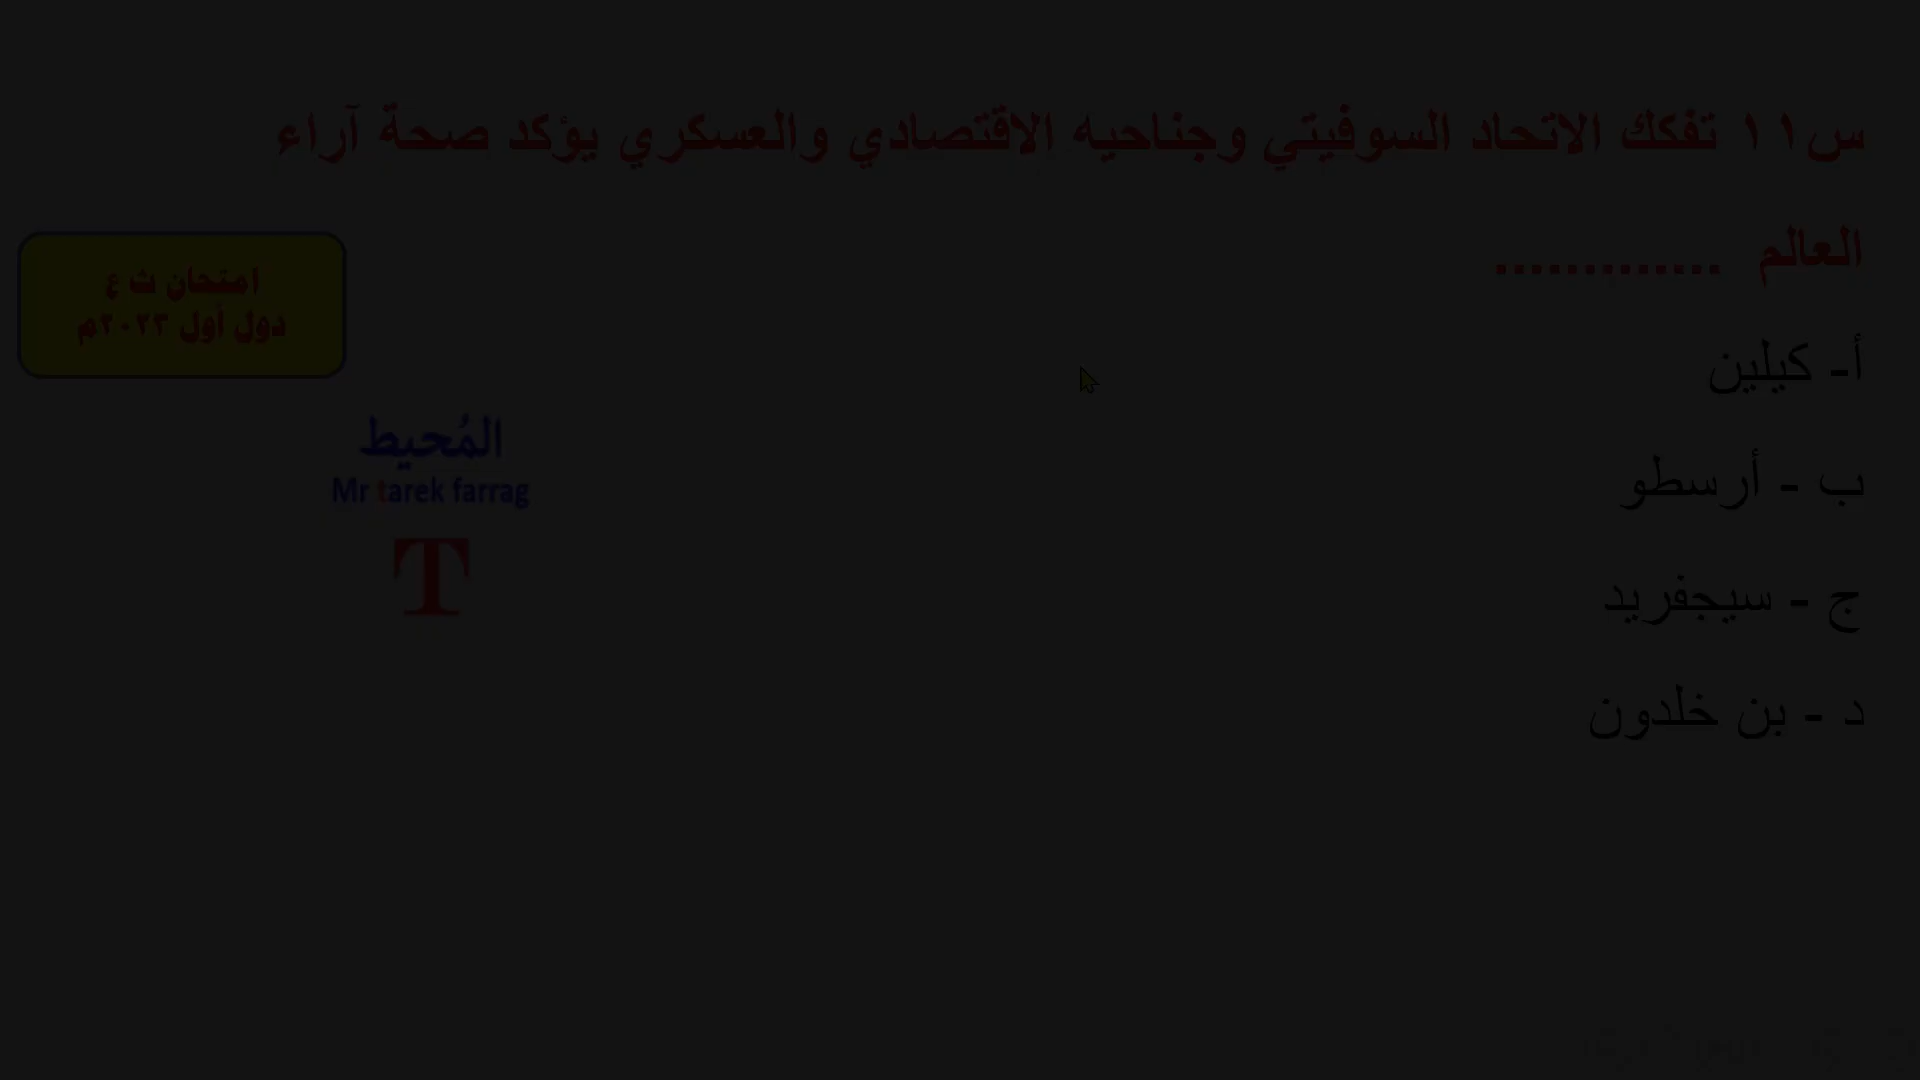 س١١ تفكك الاتحاد السوفيتي وجناحيه الاقتصادي والعسكري يؤكد صحة آراء
العالم .............
امتحان ث ع
دول أول ٢٠٢٣م
أ- كيلين
المُحيط
ب - أرسطو
Mr tarek farrag
T
ج - سيجفريد
د - بن خلدون